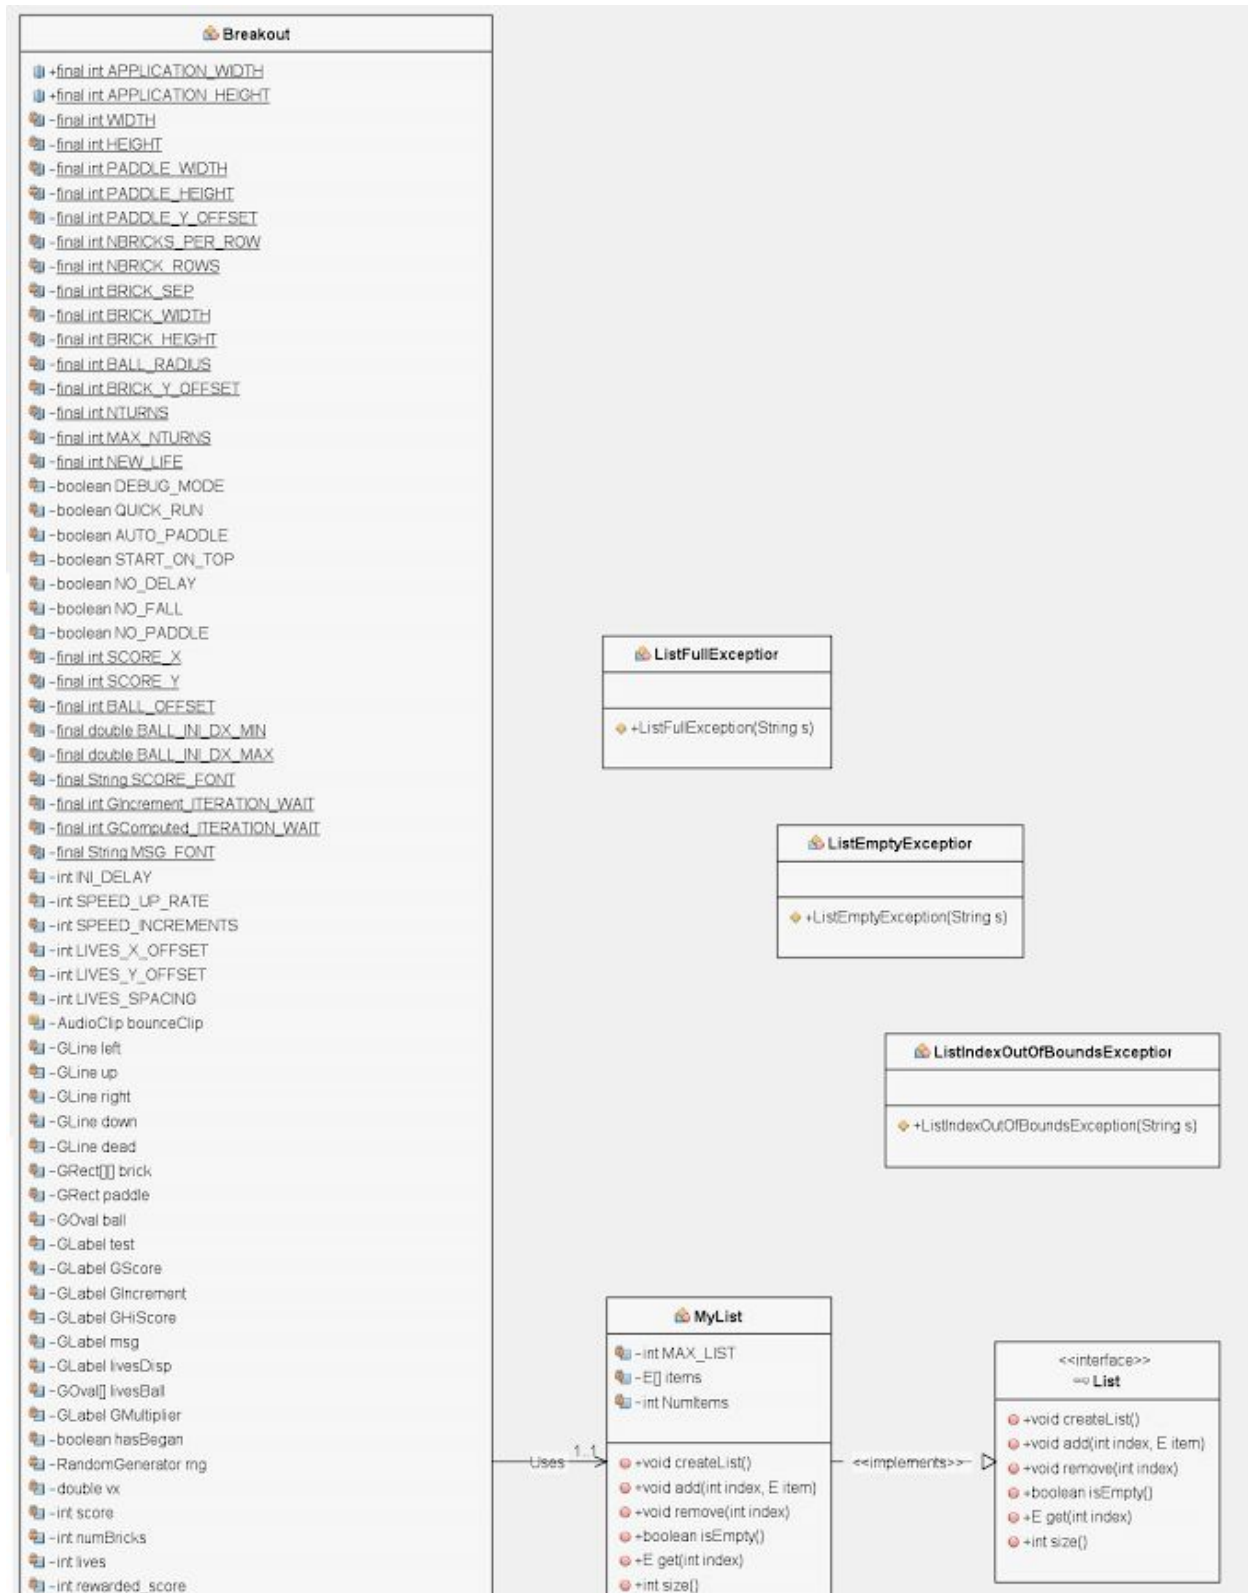 Breakout
+final int APPLICATION_WIDTH
+final int APPLICATION_HEIGHT
-final int WIDTH
-final int HEIGHT
-final int PADDLE_WIDTH
-final int PADDLE_HEIGHT
-final int PADDLE_Y_OFFSET
-final int NBRICKS_PER_ROW
-final int NBRICK_ROWS
-final int BRICK_SEP
-final int BRICK_WIDTH
-final int BRICK_HEIGHT
-final int BALL_RADIUS
-final int BRICK_Y_OFFSET
-final int NTURNS
-final int MAX_NTURNS
-final int NEW_LIFE
-boolean DEBUG_MODE
-boolean QUICK_RUN
-boolean AUTO_PADDLE
-boolean START_ON_TOP
-boolean NO_DELAY
-boolean NO_FALL
-boolean NO_PADDLE
-final int SCORE_X
-final int SCORE_Y
-final int BALL_OFFSET
-final double BALL_INI_DX_MIN
-final double BALL_INI_DX_MAX
-final String SCORE_FONT
-final int GIncrement_ITERATION_WAIT
-final int GComputed_ITERATION_WAIT
-final String MSG_FONT
-int INI_DELAY
-int SPEED_UP_RATE
-int SPEED_INCREMENTS
-int LIVES_X_OFFSET
-int LIVES_Y_OFFSET
-int LIVES_SPACING
-AudioClip bounceClip
-GLine left
-GLine up
-GLine right
-GLine down
-GLine dead
-GRect[][] brick
-GRect paddle
-GOval ball
-GLabel test
-GLabel GScore
-GLabel GIncrement
-GLabel GHiScore
-GLabel msg
-GLabel livesDisp
-GOval[] livesBall
-GLabel GMultiplier
-boolean hasBegan
-RandomGenerator rng
-double vx
-int score
-int numBricks
-int lives
-int rewarded_score
ListFullExceptior
+ListFullException(String s)
ListEmptyExceptior
+ListEmptyException(String s)
ListIndexOutOfBoundsExceptior
+ListIndexOutOfBoundsException(String s)
Uses
1..1
MyList
-int MAX_LIST
-E[] items
-int NumItems
+void createList()
+void add(int index, E item)
+void remove(int index)
+boolean isEmpty()
+E get(int index)
+int size()
<<implements>>
<<interface>>
List
+void createList()
+void add(int index, E item)
+void remove(int index)
+boolean isEmpty()
+E get(int index)
+int size()